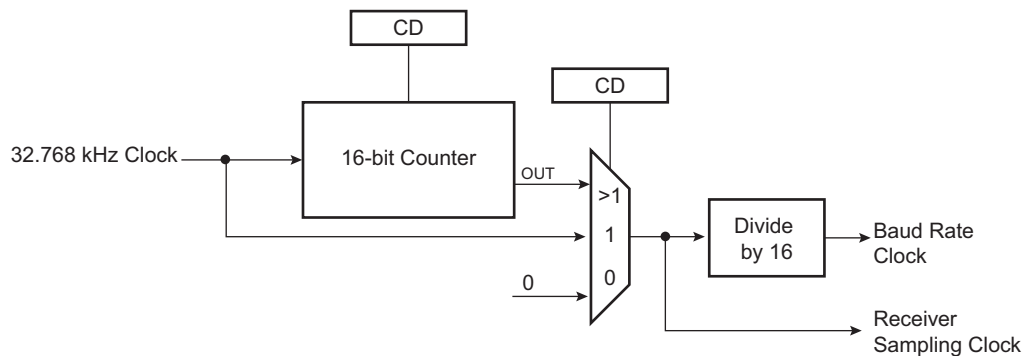 CD
CD
32.768 kHz Clock
16-bit Counter
OUT
>1
1
0
0
Divide
by 16
Baud Rate
Clock
Receiver
Sampling Clock